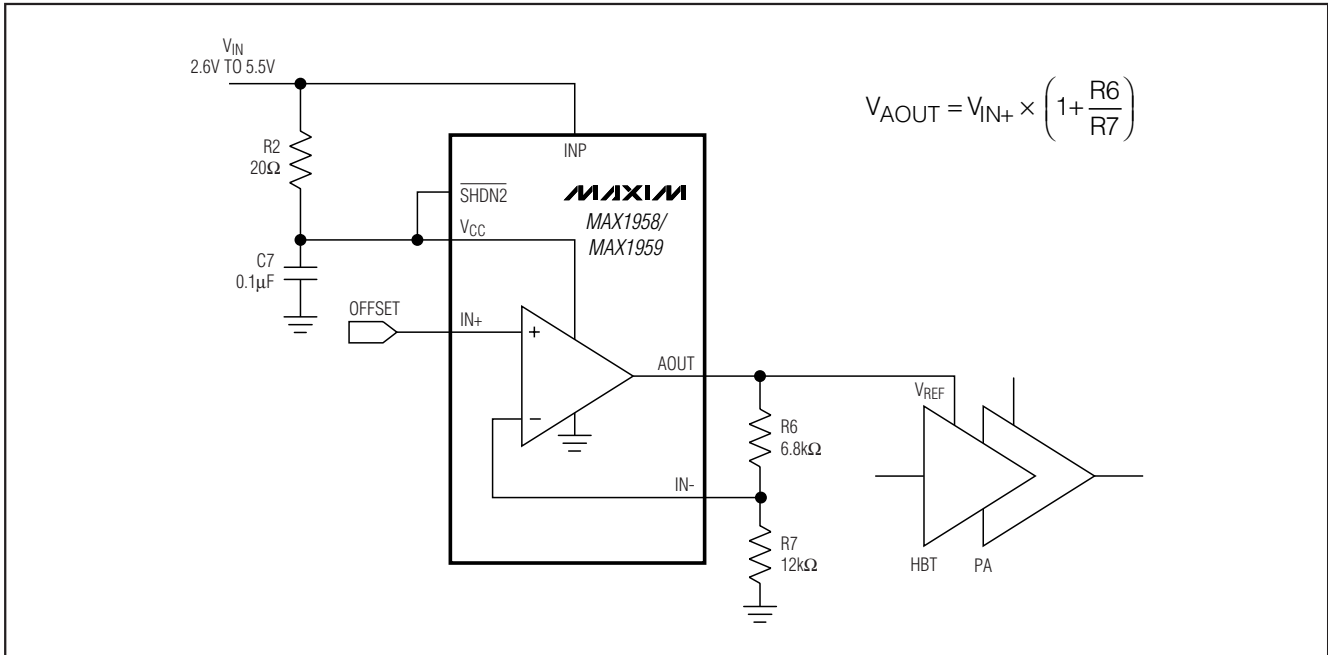 V_IN
2.6V TO 5.5V
V_AOUT = V_IN+ × (1 + R6/R7)
R2
20Ω
INP
SHDN2
MAXIM
MAX1958/
MAX1959
V_CC
C7
0.1μF
OFFSET
IN+
+
AOUT
V_REF
−
R6
6.8kΩ
IN-
R7
12kΩ
HBT
PA